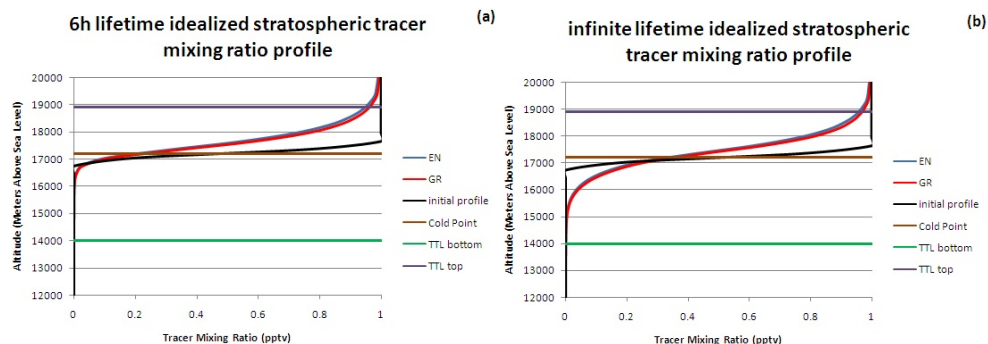 6h lifetime idealized stratospheric tracer
mixing ratio profile
(a)
Altitude (Meters Above Sea Level)
20000
19000
18000
17000
16000
15000
14000
13000
12000
0
0.2
0.4
0.6
0.8
1
Tracer Mixing Ratio (pptv)
EN
GR
initial profile
Cold Point
TTL bottom
TTL top
infinite lifetime idealized stratospheric
tracer mixing ratio profile
(b)
Altitude (Meters Above Sea Level)
20000
19000
18000
17000
16000
15000
14000
13000
12000
0
0.2
0.4
0.6
0.8
1
Tracer Mixing Ratio (pptv)
EN
GR
initial profile
Cold Point
TTL bottom
TTL top